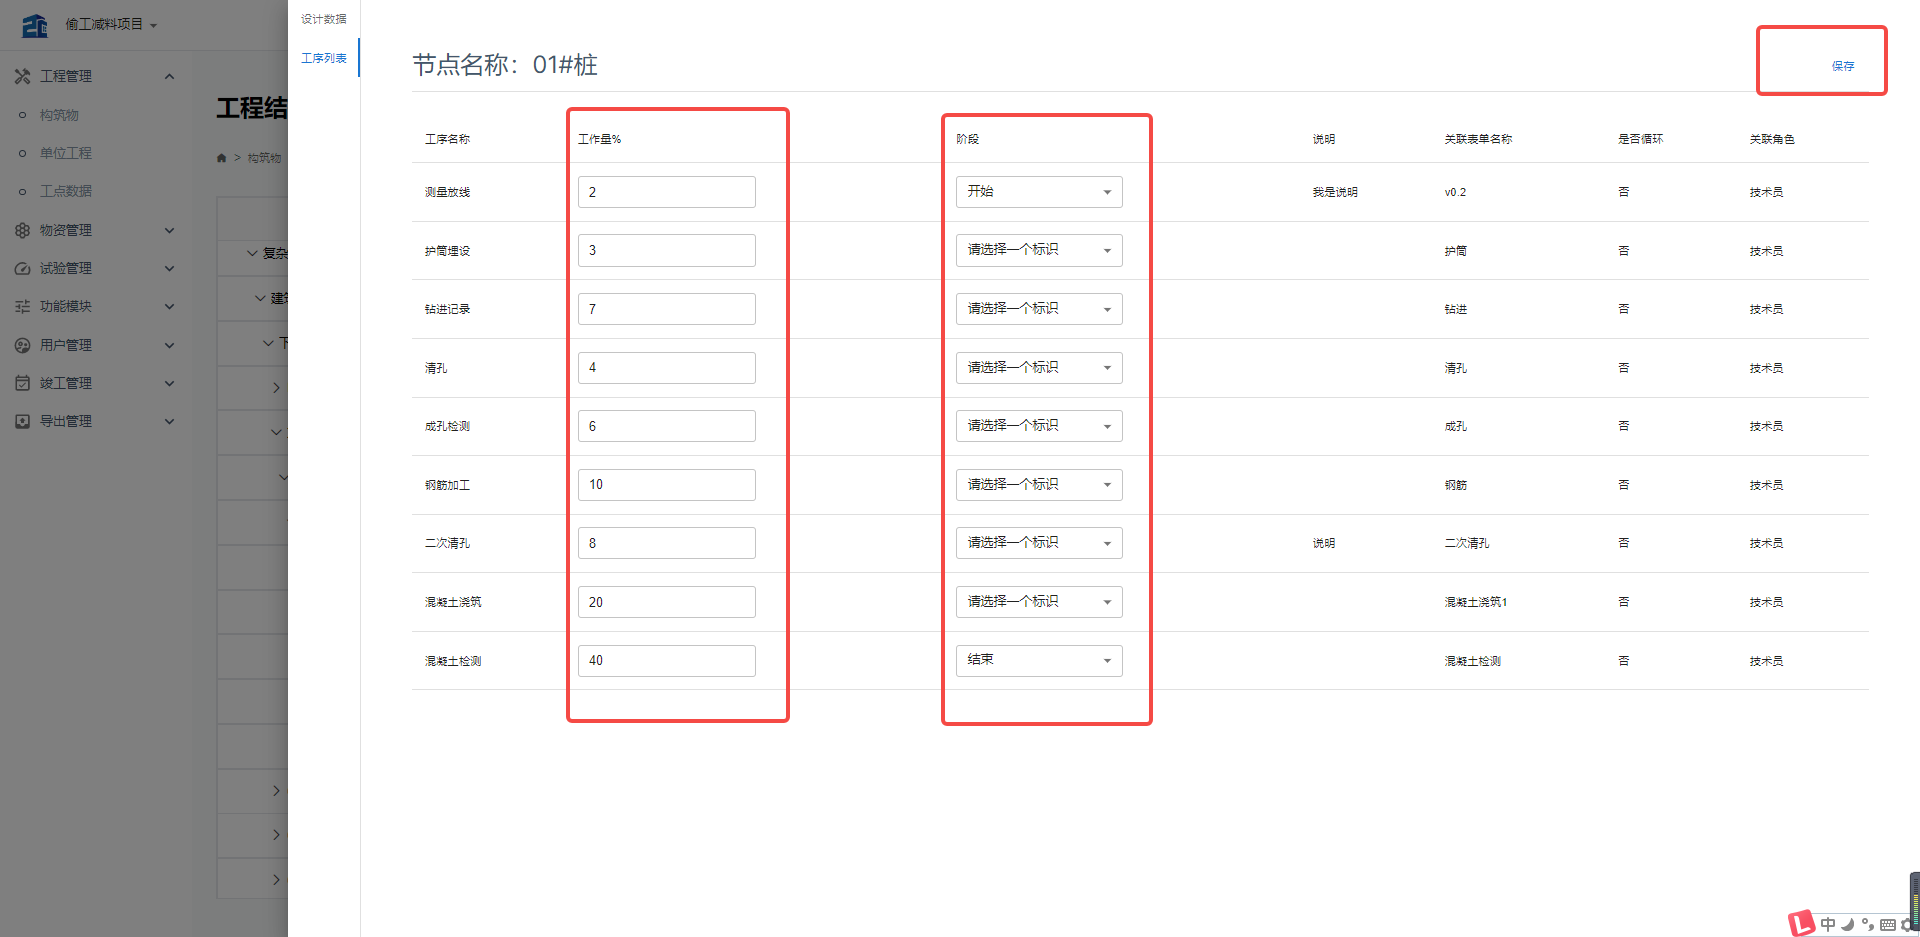 偷工减料项目
工程管理
构筑物
单位工程
工点数据
物资管理
试验管理
功能模块
用户管理
竣工管理
导出管理
工程结
> 构筑物
复杂
建筑
下
设计数据
工序列表
节点名称：01#桩
保存
工序名称 工作量% 阶段 说明 关联表单名称 是否循环 关联角色
测量放线 2 开始 我是说明 v0.2 否 技术员
护筒埋设 3 请选择一个标识 护筒 否 技术员
钻进记录 7 请选择一个标识 钻进 否 技术员
清孔 4 请选择一个标识 清孔 否 技术员
成孔检测 6 请选择一个标识 成孔 否 技术员
钢筋加工 10 请选择一个标识 钢筋 否 技术员
二次清孔 8 请选择一个标识 说明 二次清孔 否 技术员
混凝土浇筑 20 请选择一个标识 混凝土浇筑1 否 技术员
混凝土检测 40 结束 混凝土检测 否 技术员
中